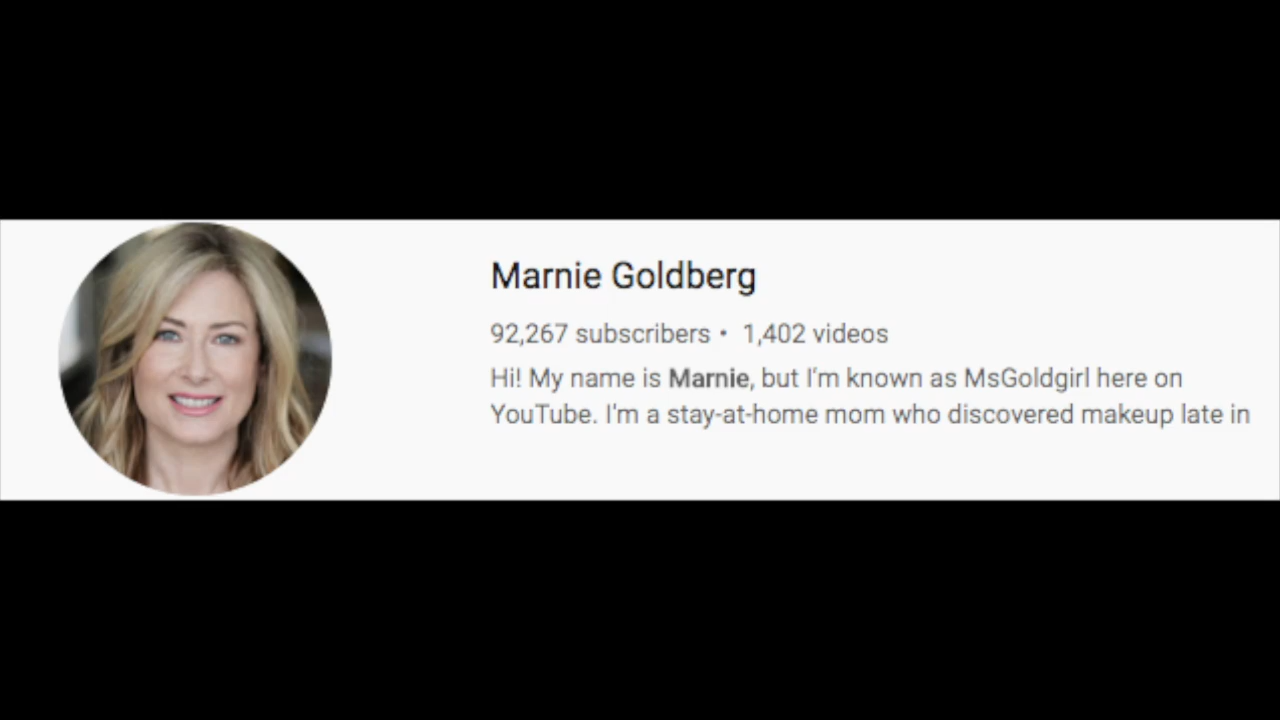 Marnie Goldberg
92,267 subscribers • 1,402 videos
Hi! My name is Marnie, but I'm known as MsGoldgirl here on
YouTube. I'm a stay-at-home mom who discovered makeup late in